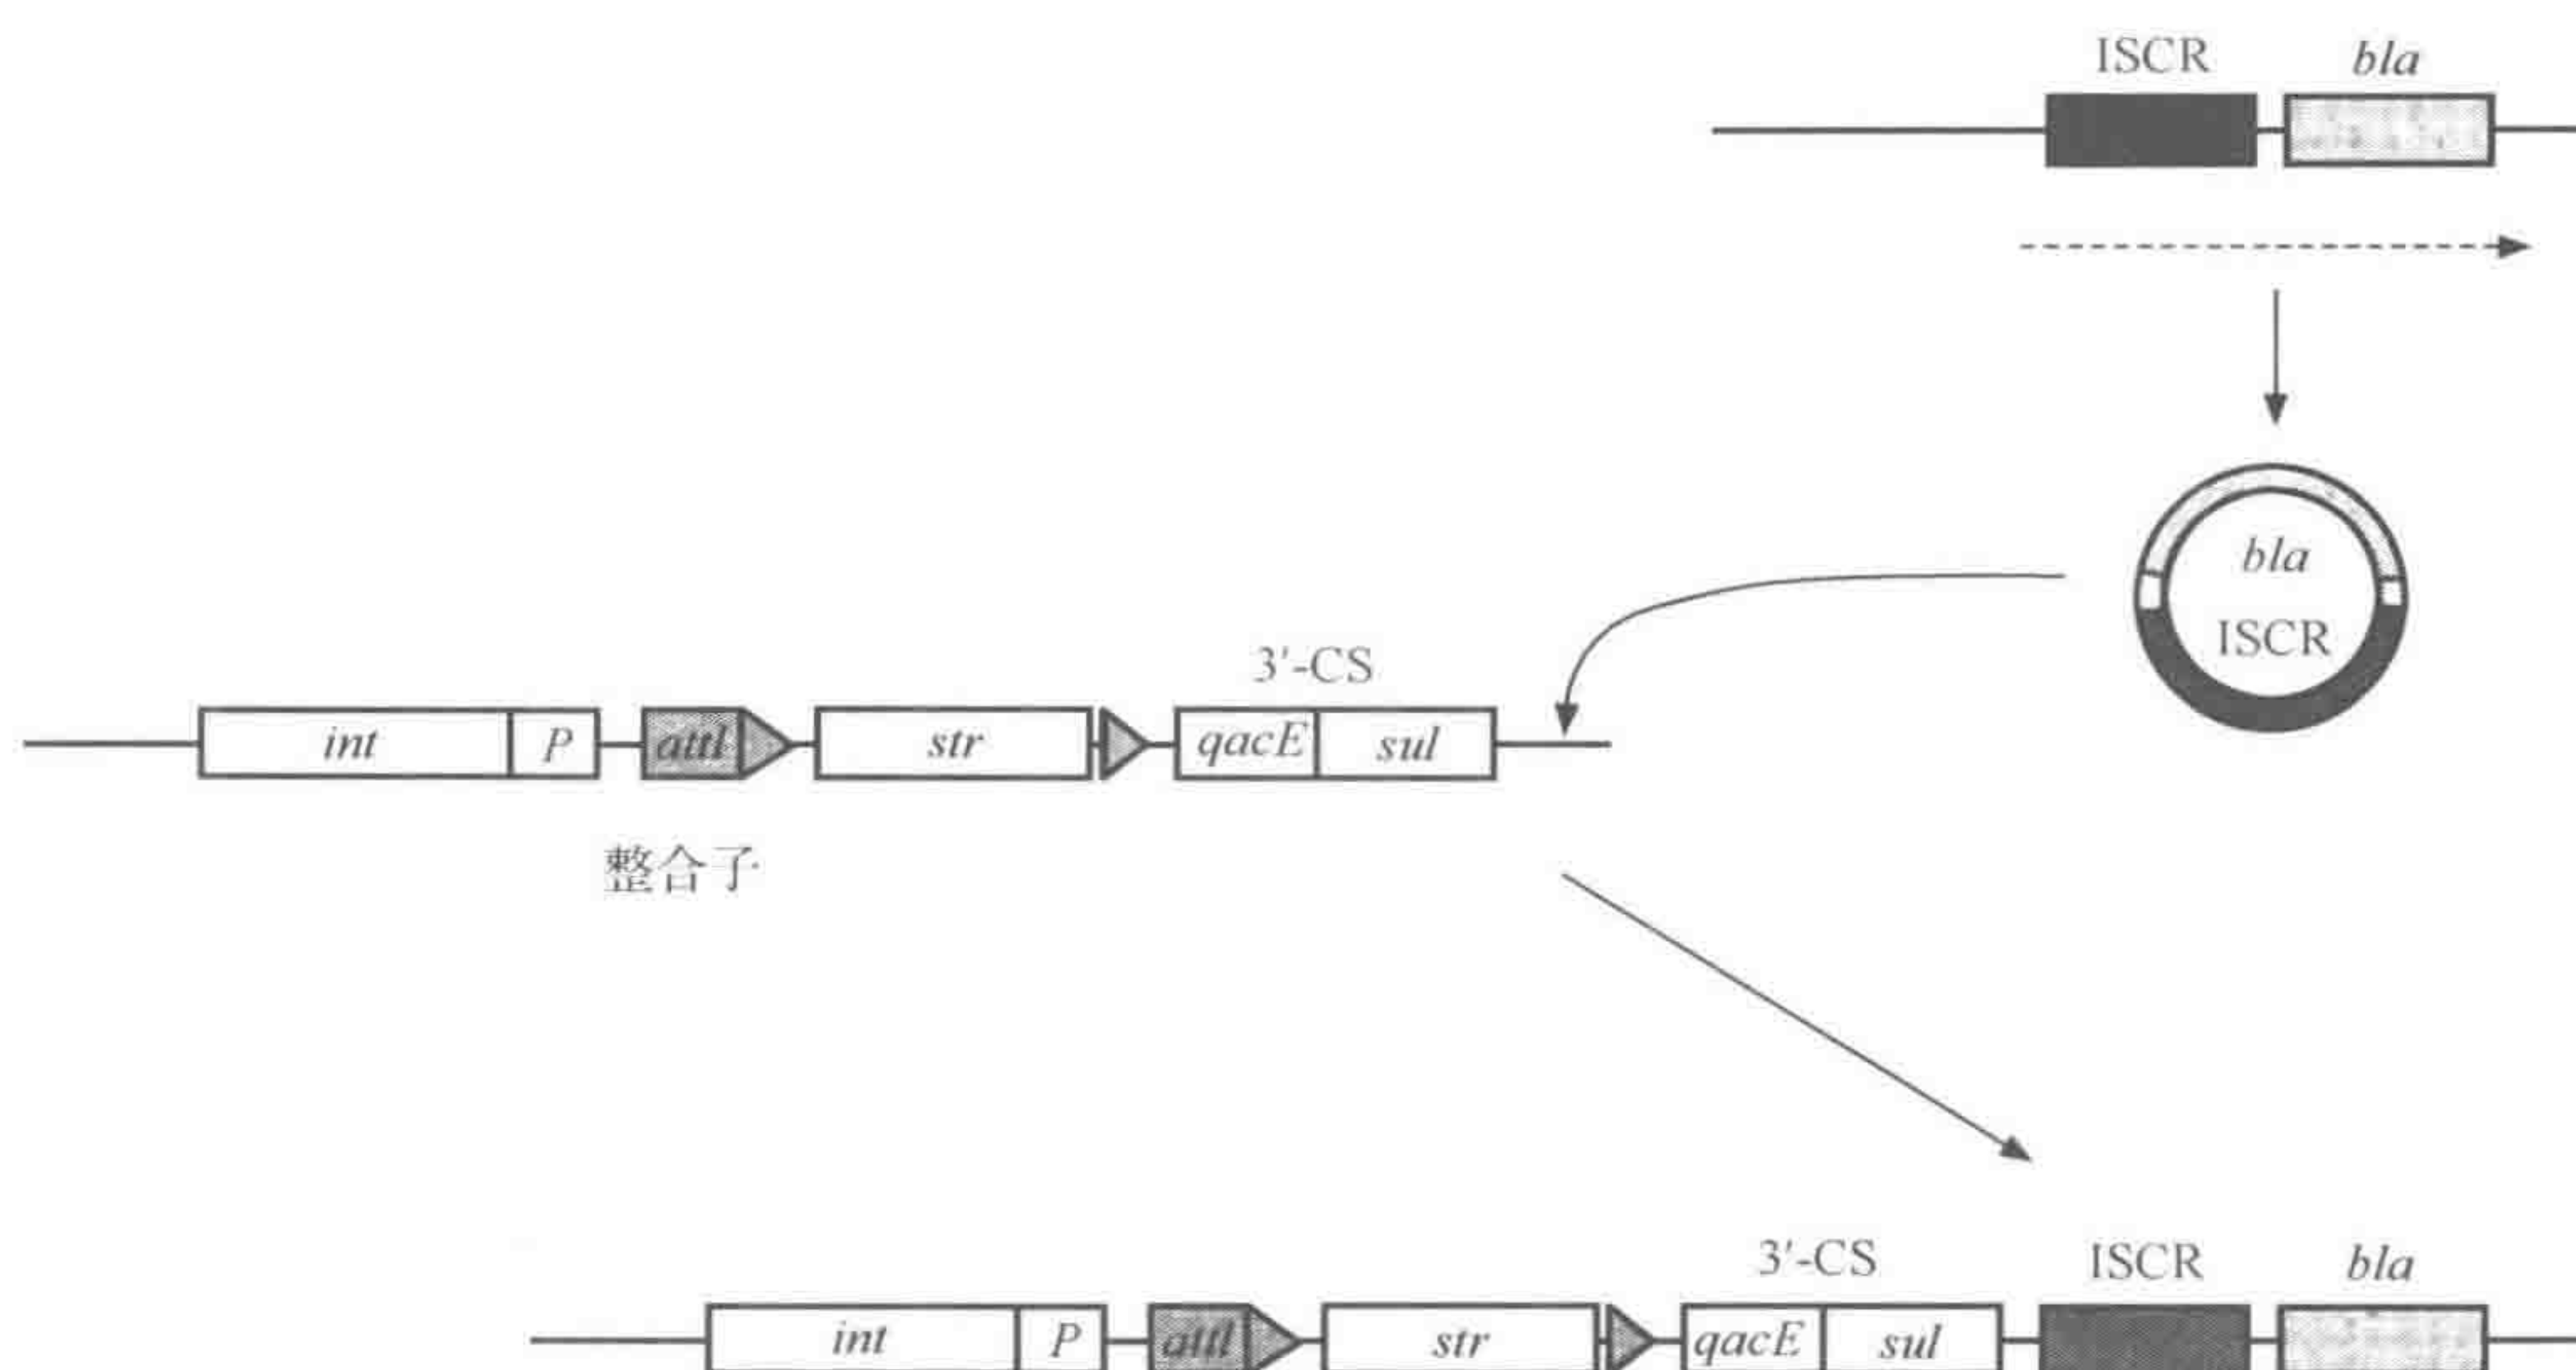 ISCR bla
bla
ISCR
3'-CS
int P attI str qacE sul
整合子
3'-CS ISCR bla
int P attI str qacE sul